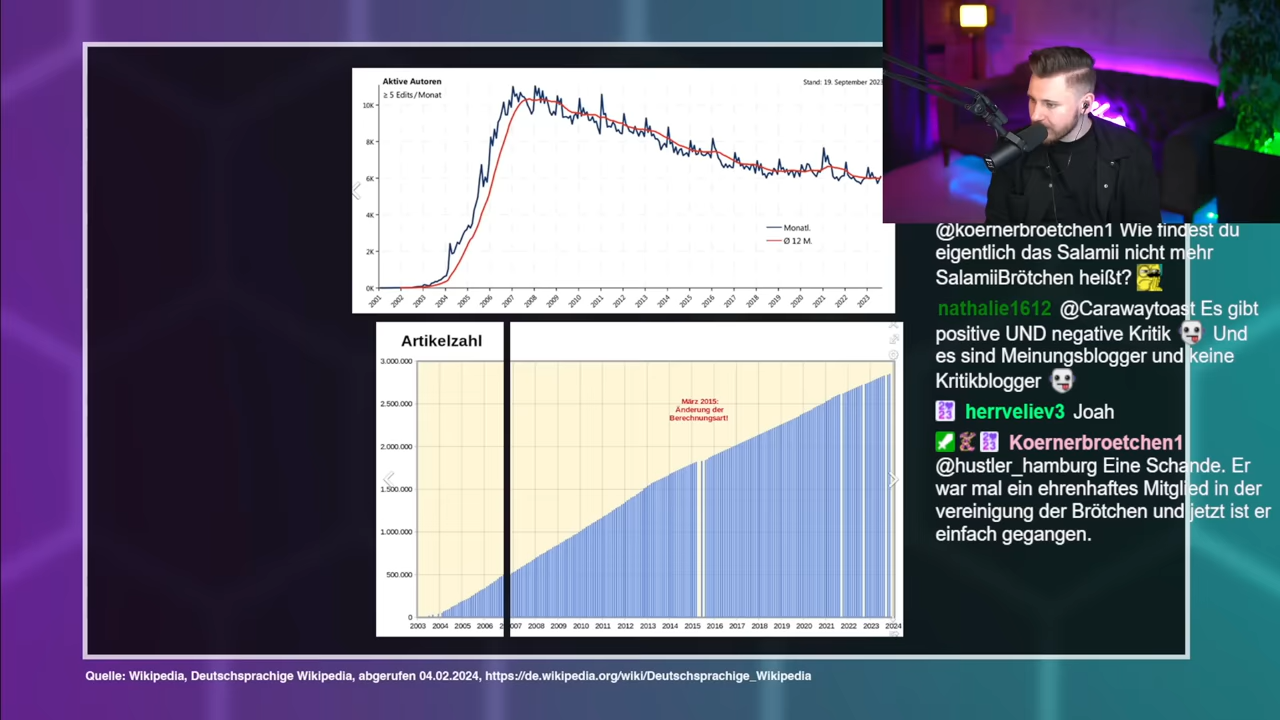 Aktive Autoren
≥ 5 Edits/Monat
Stand: 19. September 2023
10K
8K
6K
4K
2K
0K
Monatl.
Ø 12 M.
2001 2002 2003 2004 2005 2006 2007 2008 2009 2010 2011 2012 2013 2014 2015 2016 2017 2018 2019 2020 2021 2022 2023
Artikelzahl
3.000.000
2.500.000
2.000.000
1.500.000
1.000.000
500.000
0
März 2015:
Änderung der
Berechnungsart!
2003 2004 2005 2006 2007 2008 2009 2010 2011 2012 2013 2014 2015 2016 2017 2018 2019 2020 2021 2022 2023 2024
@koernerbroetchen1 Wie findest du
eigentlich das Salamii nicht mehr
SalamiiBrötchen heißt?
nathalie1612 @Carawaytoast Es gibt
positive UND negative Kritik Und
es sind Meinungsblogger und keine
Kritikblogger
herrveliev3 Joah
Koernerbroetchen1
@hustler_hamburg Eine Schande. Er
war mal ein ehrenhaftes Mitglied in der
vereinigung der Brötchen und jetzt ist er
einfach gegangen.
Quelle: Wikipedia, Deutschsprachige Wikipedia, abgerufen 04.02.2024, https://de.wikipedia.org/wiki/Deutschsprachige_Wikipedia